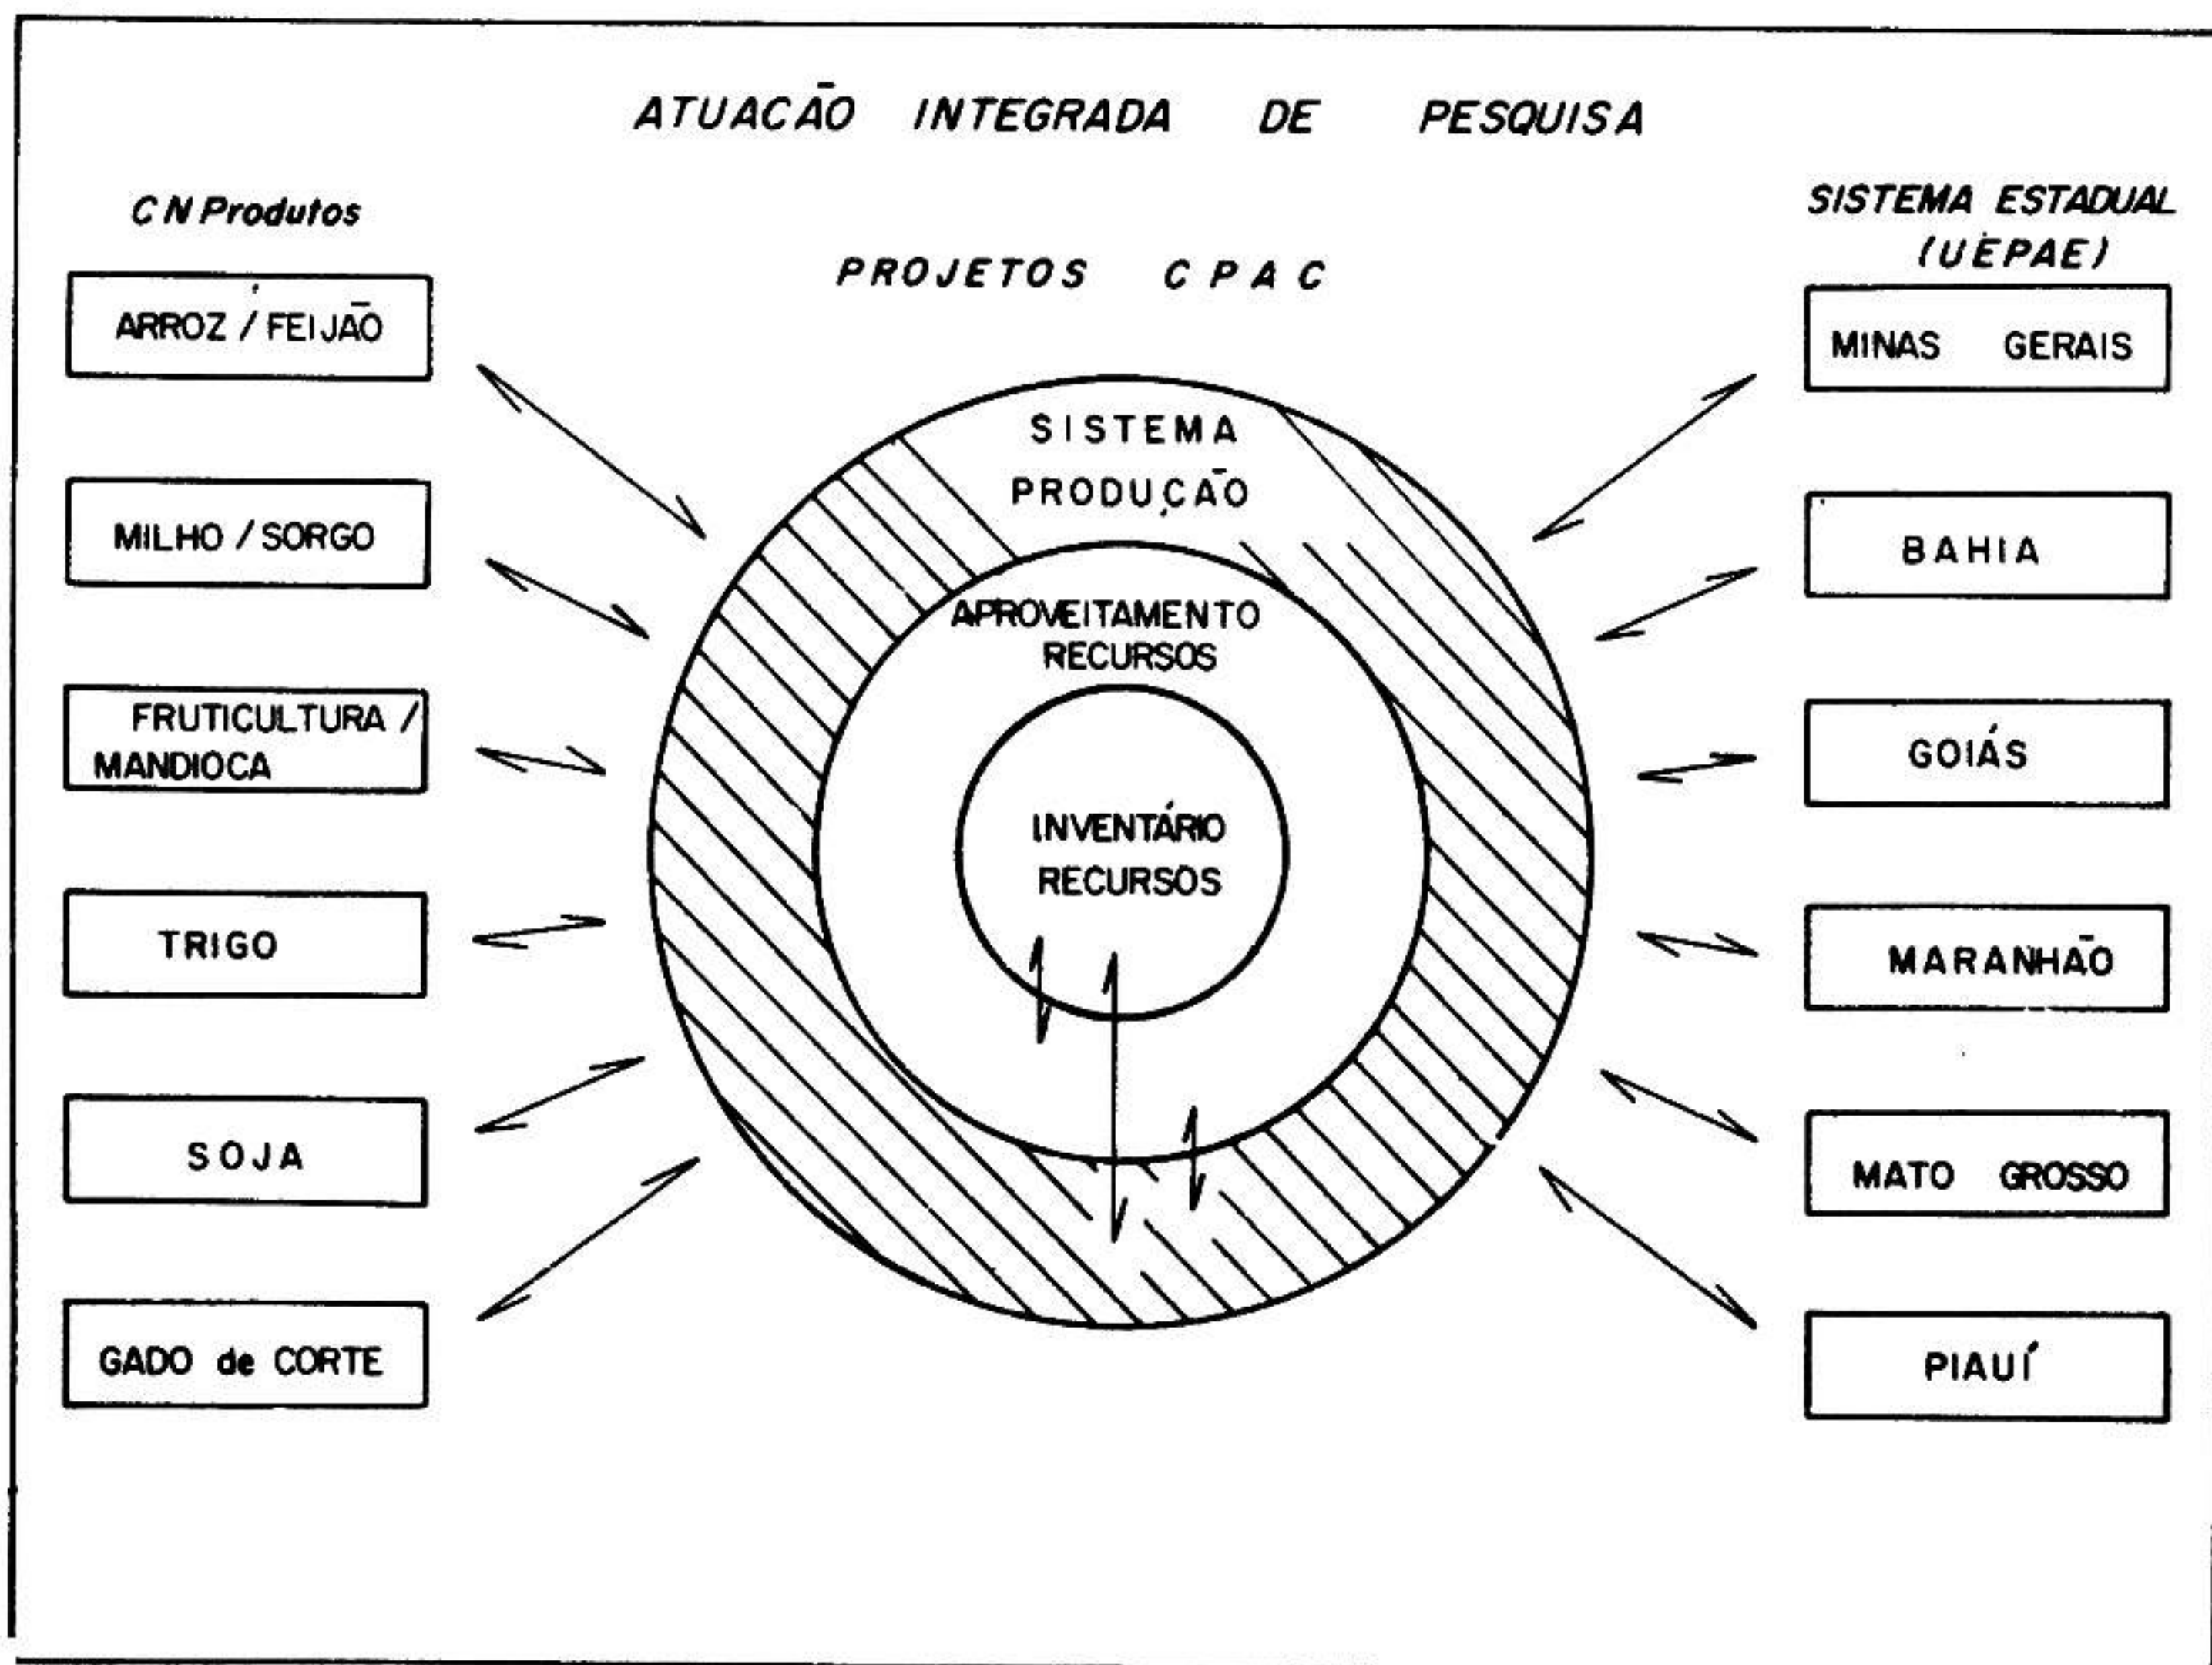 ATUACÃO INTEGRADA DE PESQUISA
CN Produtos
ARROZ / FEIJÃO
MILHO / SORGO
FRUTICULTURA /
MANDIOCA
TRIGO
SOJA
GADO de CORTE
PROJETOS CPAC
SISTEMA
PRODUÇÃO
APROVEITAMENTO
RECURSOS
INVENTÁRIO
RECURSOS
SISTEMA ESTADUAL
(UEPAE)
MINAS GERAIS
BAHIA
GOIÁS
MARANHÃO
MATO GROSSO
PIAUÍ